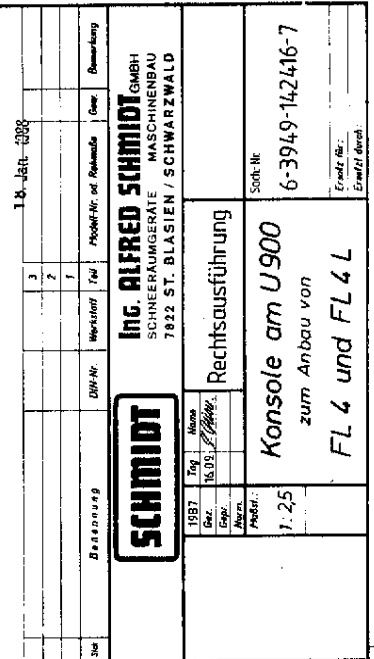 18. Jan. 1988
3
2
1
Stck Benennung DIN-Nr. Werkstoff Teil Modell-Nr. od. Rohmaße Gew. Bemerkung
SCHMIDT
Ing. ALFRED SCHMIDT GMBH
SCHNEERÄUMGERÄTE MASCHINENBAU
7822 ST. BLASIEN / SCHWARZWALD
1987 Tag Name
Gez. 16.09.
Gepr.
Norm.
Rechtsausführung
Maßst.:
1:2,5
Konsole am U900
zum Anbau von
FL 4 und FL 4 L
Sach-Nr.
6-3949-142416-7
Ersatz für:
Ersetzt durch: